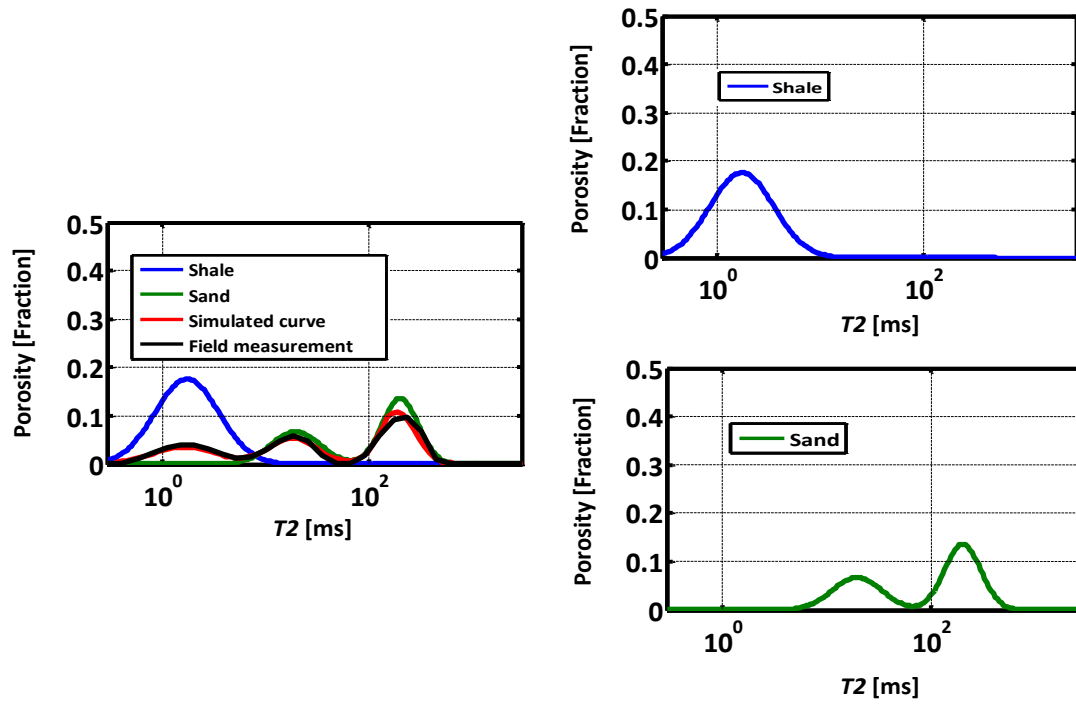 Porosity [Fraction]
0.5
0.4
0.3
0.2
0.1
0
Shale
Sand
Simulated curve
Field measurement
10^0
10^2
T2 [ms]
Porosity [Fraction]
0.5
0.4
0.3
0.2
0.1
0
Shale
10^0
10^2
T2 [ms]
Porosity [Fraction]
0.5
0.4
0.3
0.2
0.1
0
Sand
10^0
10^2
T2 [ms]